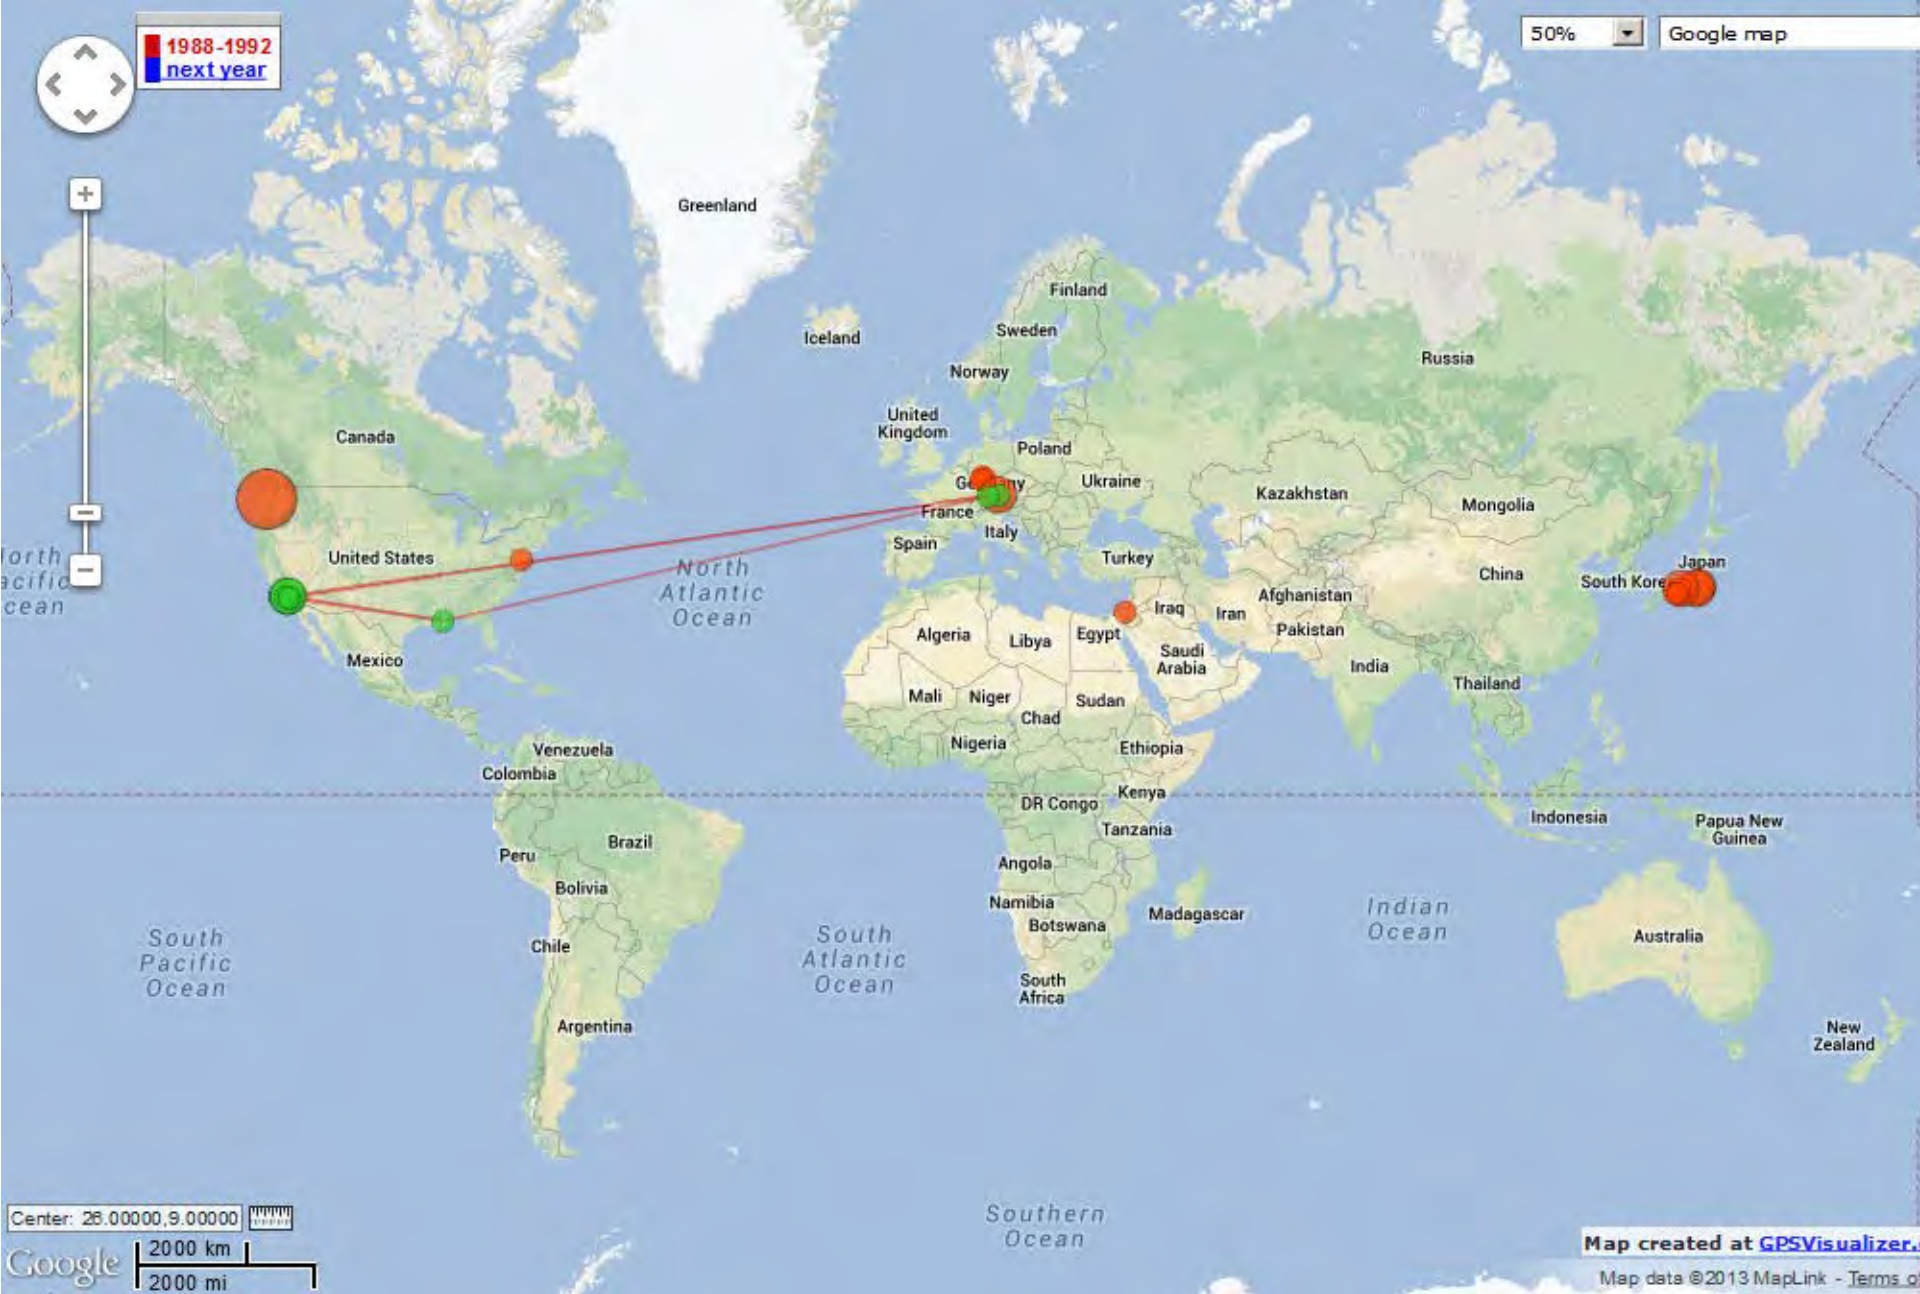 1988-1992
next year
50%
Google map
+
Greenland
Finland
Iceland
Sweden
Russia
Norway
United
Kingdom
Canada
Poland
Ukraine
Kazakhstan
Mongolia
France
Italy
Spain
Turkey
United States
North
Atlantic
Ocean
China
Japan
Afghanistan
Iraq
Iran
Pakistan
Algeria
Libya
Egypt
Saudi
Arabia
India
Thailand
Mexico
Mali
Niger
Sudan
Chad
Nigeria
Ethiopia
Venezuela
Colombia
DR Congo
Kenya
Tanzania
Indonesia
Papua New
Guinea
Brazil
Peru
Angola
Bolivia
Namibia
Botswana
Madagascar
Indian
Ocean
Australia
South
Pacific
Ocean
Chile
South
Atlantic
Ocean
South
Africa
Argentina
New
Zealand
Southern
Ocean
Center: 26.00000,9.00000
Google
2000 km
2000 mi
Map created at GPSVisualizer.
Map data ©2013 MapLink - Terms